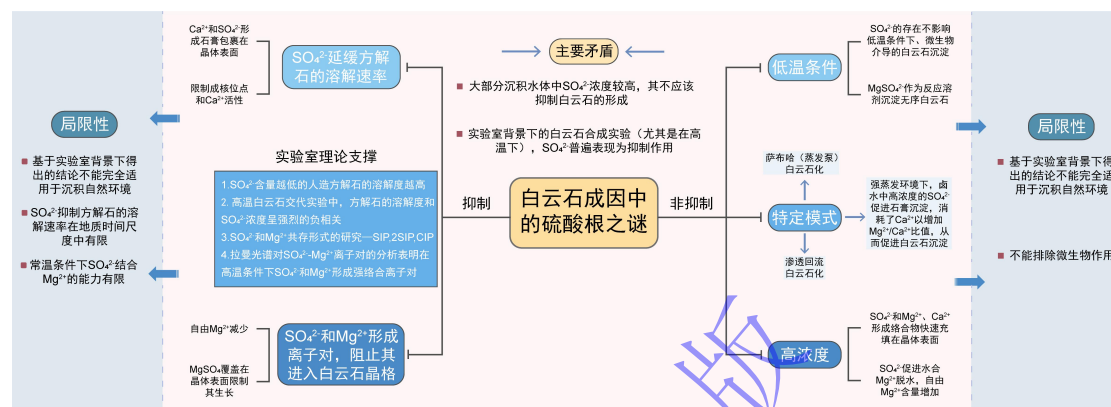 局限性
■ 基于实验室背景下得
出的结论不能完全适
用于沉积自然环境
■ SO₄²⁻抑制方解石的溶
解速率在地质时间尺
度中有限
■ 常温条件下SO₄²⁻结合
Mg²⁺的能力有限
Ca²⁺和SO₄²⁻形
成石膏包裹在
晶体表面
限制成核位点
和Ca²⁺活性
SO₄²⁻延缓方解
石的溶解速率
实验室理论支撑
1.SO₄²⁻含量越低的人造方解石的溶解度越高
2. 高温白云石交代实验中，方解石的溶解度和
SO₄²⁻浓度呈强烈的负相关
3.SO₄²⁻和Mg²⁺共存形式的研究—SIP,2SIP,CIP
4.拉曼光谱对SO₄²⁻-Mg²⁺离子对的分析表明在
高温条件下SO₄²⁻和Mg²⁺形成强络合离子对
自由Mg²⁺减少
MgSO₄覆盖在
晶体表面限制
其生长
SO₄²⁻和Mg²⁺形成
离子对，阻止其
进入白云石晶格
主要矛盾
■ 大部分沉积水体中SO₄²⁻浓度较高，其不应该
抑制白云石的形成
■ 实验室背景下的白云石合成实验（尤其是在高
温下），SO₄²⁻普遍表现为抑制作用
抑制
白云石成因中
的硫酸根之谜
非抑制
低温条件
SO₄²⁻的存在不影响
低温条件下、微生物
介导的白云石沉淀
MgSO₄²⁻作为反应溶
剂沉淀无序白云石
萨布哈（蒸发泵）
白云石化
特定模式
渗透回流
白云石化
强蒸发环境下，卤
水中高浓度的SO₄²⁻
促进石膏沉淀，消
耗了Ca²⁺以增加
Mg²⁺/Ca²⁺比值，从
而促进白云石沉淀
高浓度
SO₄²⁻和Mg²⁺、Ca²⁺
形成络合物快速充
填在晶体表面
SO₄²⁻促进水合
Mg²⁺脱水，自由
Mg²⁺含量增加
局限性
■ 基于实验室背景下得
出的结论不能完全适
用于沉积自然环境
■ 不能排除微生物作用